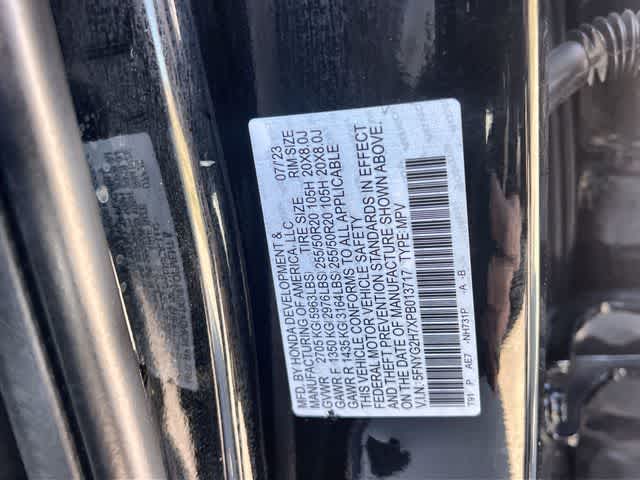 MFD. BY HONDA DEVELOPMENT &
MANUFACTURING OF AMERICA, LLC 07/23
TIRE SIZE RIM SIZE
GVWR 2705KG(5963LBS)
GAWR F 1350KG(2976LBS) 255/50R20 105H 20X8.0J
GAWR R 1435KG(3164LBS) 255/50R20 105H 20X8.0J
THIS VEHICLE CONFORMS TO ALL APPLICABLE
FEDERAL MOTOR VEHICLE SAFETY
AND THEFT PREVENTION STANDARDS IN EFFECT
ON THE DATE OF MANUFACTURE SHOWN ABOVE.
V.I.N: 5FNYG2H7XPB013717 TYPE: MPV
T91 P AE7 -NH731P -A -B